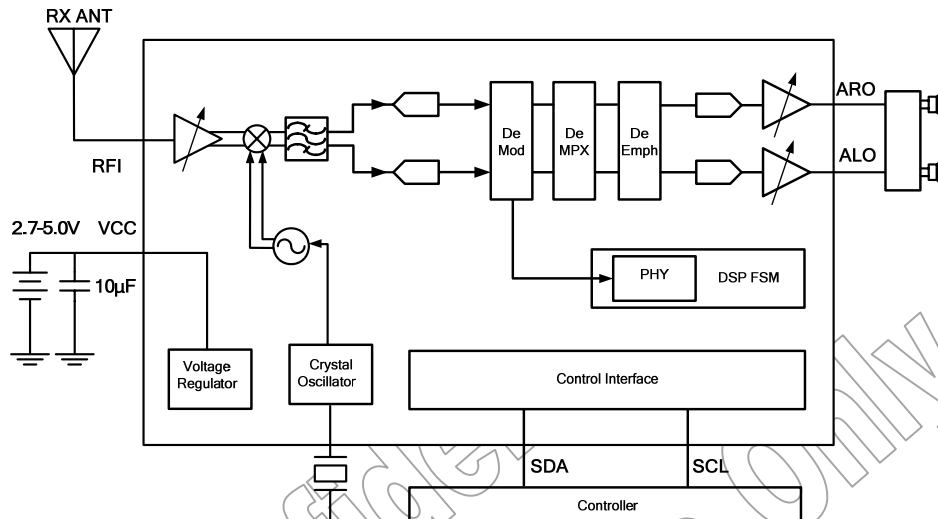 RX ANT
RFI
2.7-5.0V VCC
10µF
De
Mod
De
MPX
De
Emph
ARO
ALO
PHY
DSP FSM
Voltage
Regulator
Crystal
Oscillator
Control Interface
SDA
SCL
Controller
Only